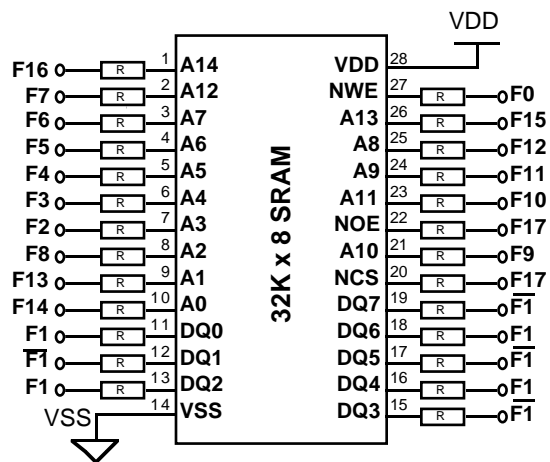 VDD
F16 R 1 A14 VDD 28
F7 R 2 A12 NWE 27 R F0
F6 R 3 A7 A13 26 R F15
F5 R 4 A6 A8 25 R F12
F4 R 5 A5 A9 24 R F11
F3 R 6 A4 A11 23 R F10
F2 R 7 A3 NOE 22 R F17
F8 R 8 A2 A10 21 R F9
F13 R 9 A1 NCS 20 R F17
F14 R 10 A0 DQ7 19 R F̅1̅
F1 R 11 DQ0 DQ6 18 R F1
F̅1̅ R 12 DQ1 DQ5 17 R F̅1̅
F1 R 13 DQ2 DQ4 16 R F1
VSS 14 VSS DQ3 15 R F̅1̅
32K x 8 SRAM